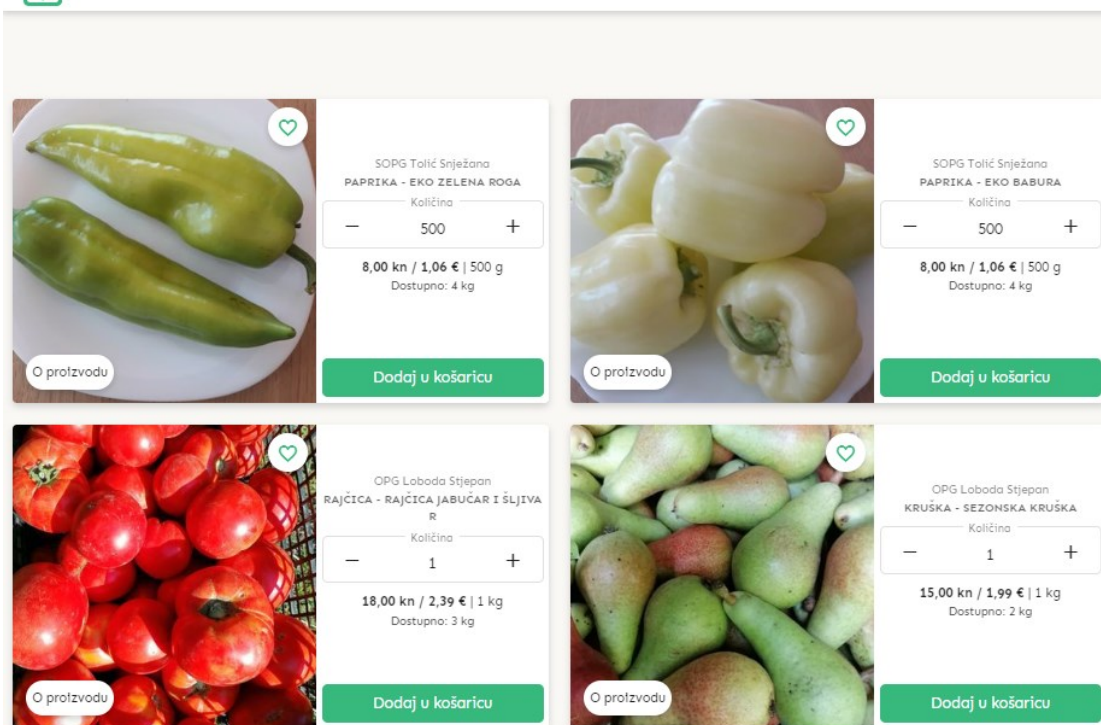 SOPG Tolić Snježana
PAPRIKA - EKO ZELENA ROGA
Količina
− 500 +
8,00 kn / 1,06 € | 500 g
Dostupno: 4 kg
O proizvodu
Dodaj u košaricu
SOPG Tolić Snježana
PAPRIKA - EKO BABURA
Količina
− 500 +
8,00 kn / 1,06 € | 500 g
Dostupno: 4 kg
O proizvodu
Dodaj u košaricu
OPG Loboda Stjepan
RAJČICA - RAJČICA JABUČAR I ŠLJIVA
R
Količina
− 1 +
18,00 kn / 2,39 € | 1 kg
Dostupno: 3 kg
O proizvodu
Dodaj u košaricu
OPG Loboda Stjepan
KRUŠKA - SEZONSKA KRUŠKA
Količina
− 1 +
15,00 kn / 1,99 € | 1 kg
Dostupno: 2 kg
O proizvodu
Dodaj u košaricu